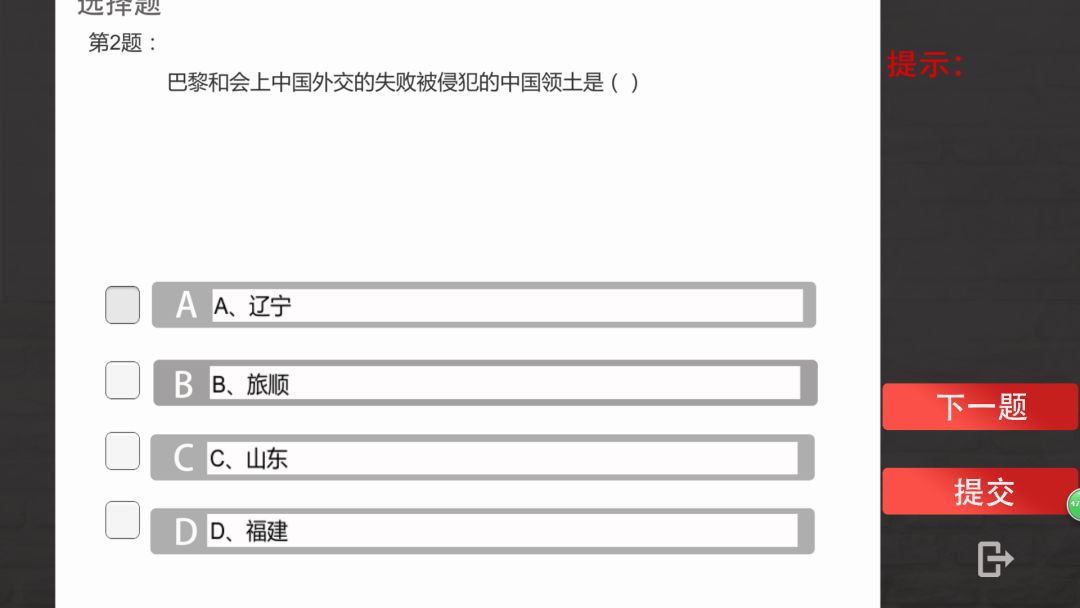 选择题
第2题：
提示：
巴黎和会上中国外交的失败被侵犯的中国领土是（ ）
A A、辽宁
B B、旅顺
下一题
C C、山东
提交
47
D D、福建